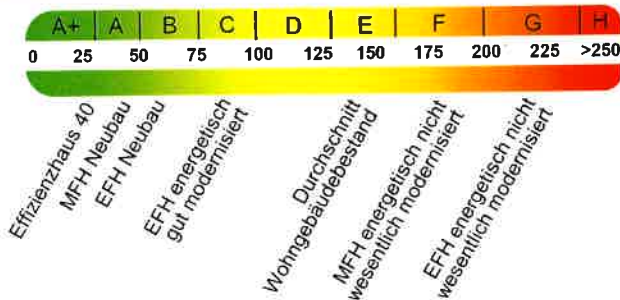 A+ A B C D E F G H
0 25 50 75 100 125 150 175 200 225 >250
Effizienzhaus 40
MFH Neubau
EFH Neubau
EFH energetisch
gut modernisiert
Durchschnitt
Wohngebäudebestand
MFH energetisch nicht
wesentlich modernisiert
EFH energetisch nicht
wesentlich modernisiert